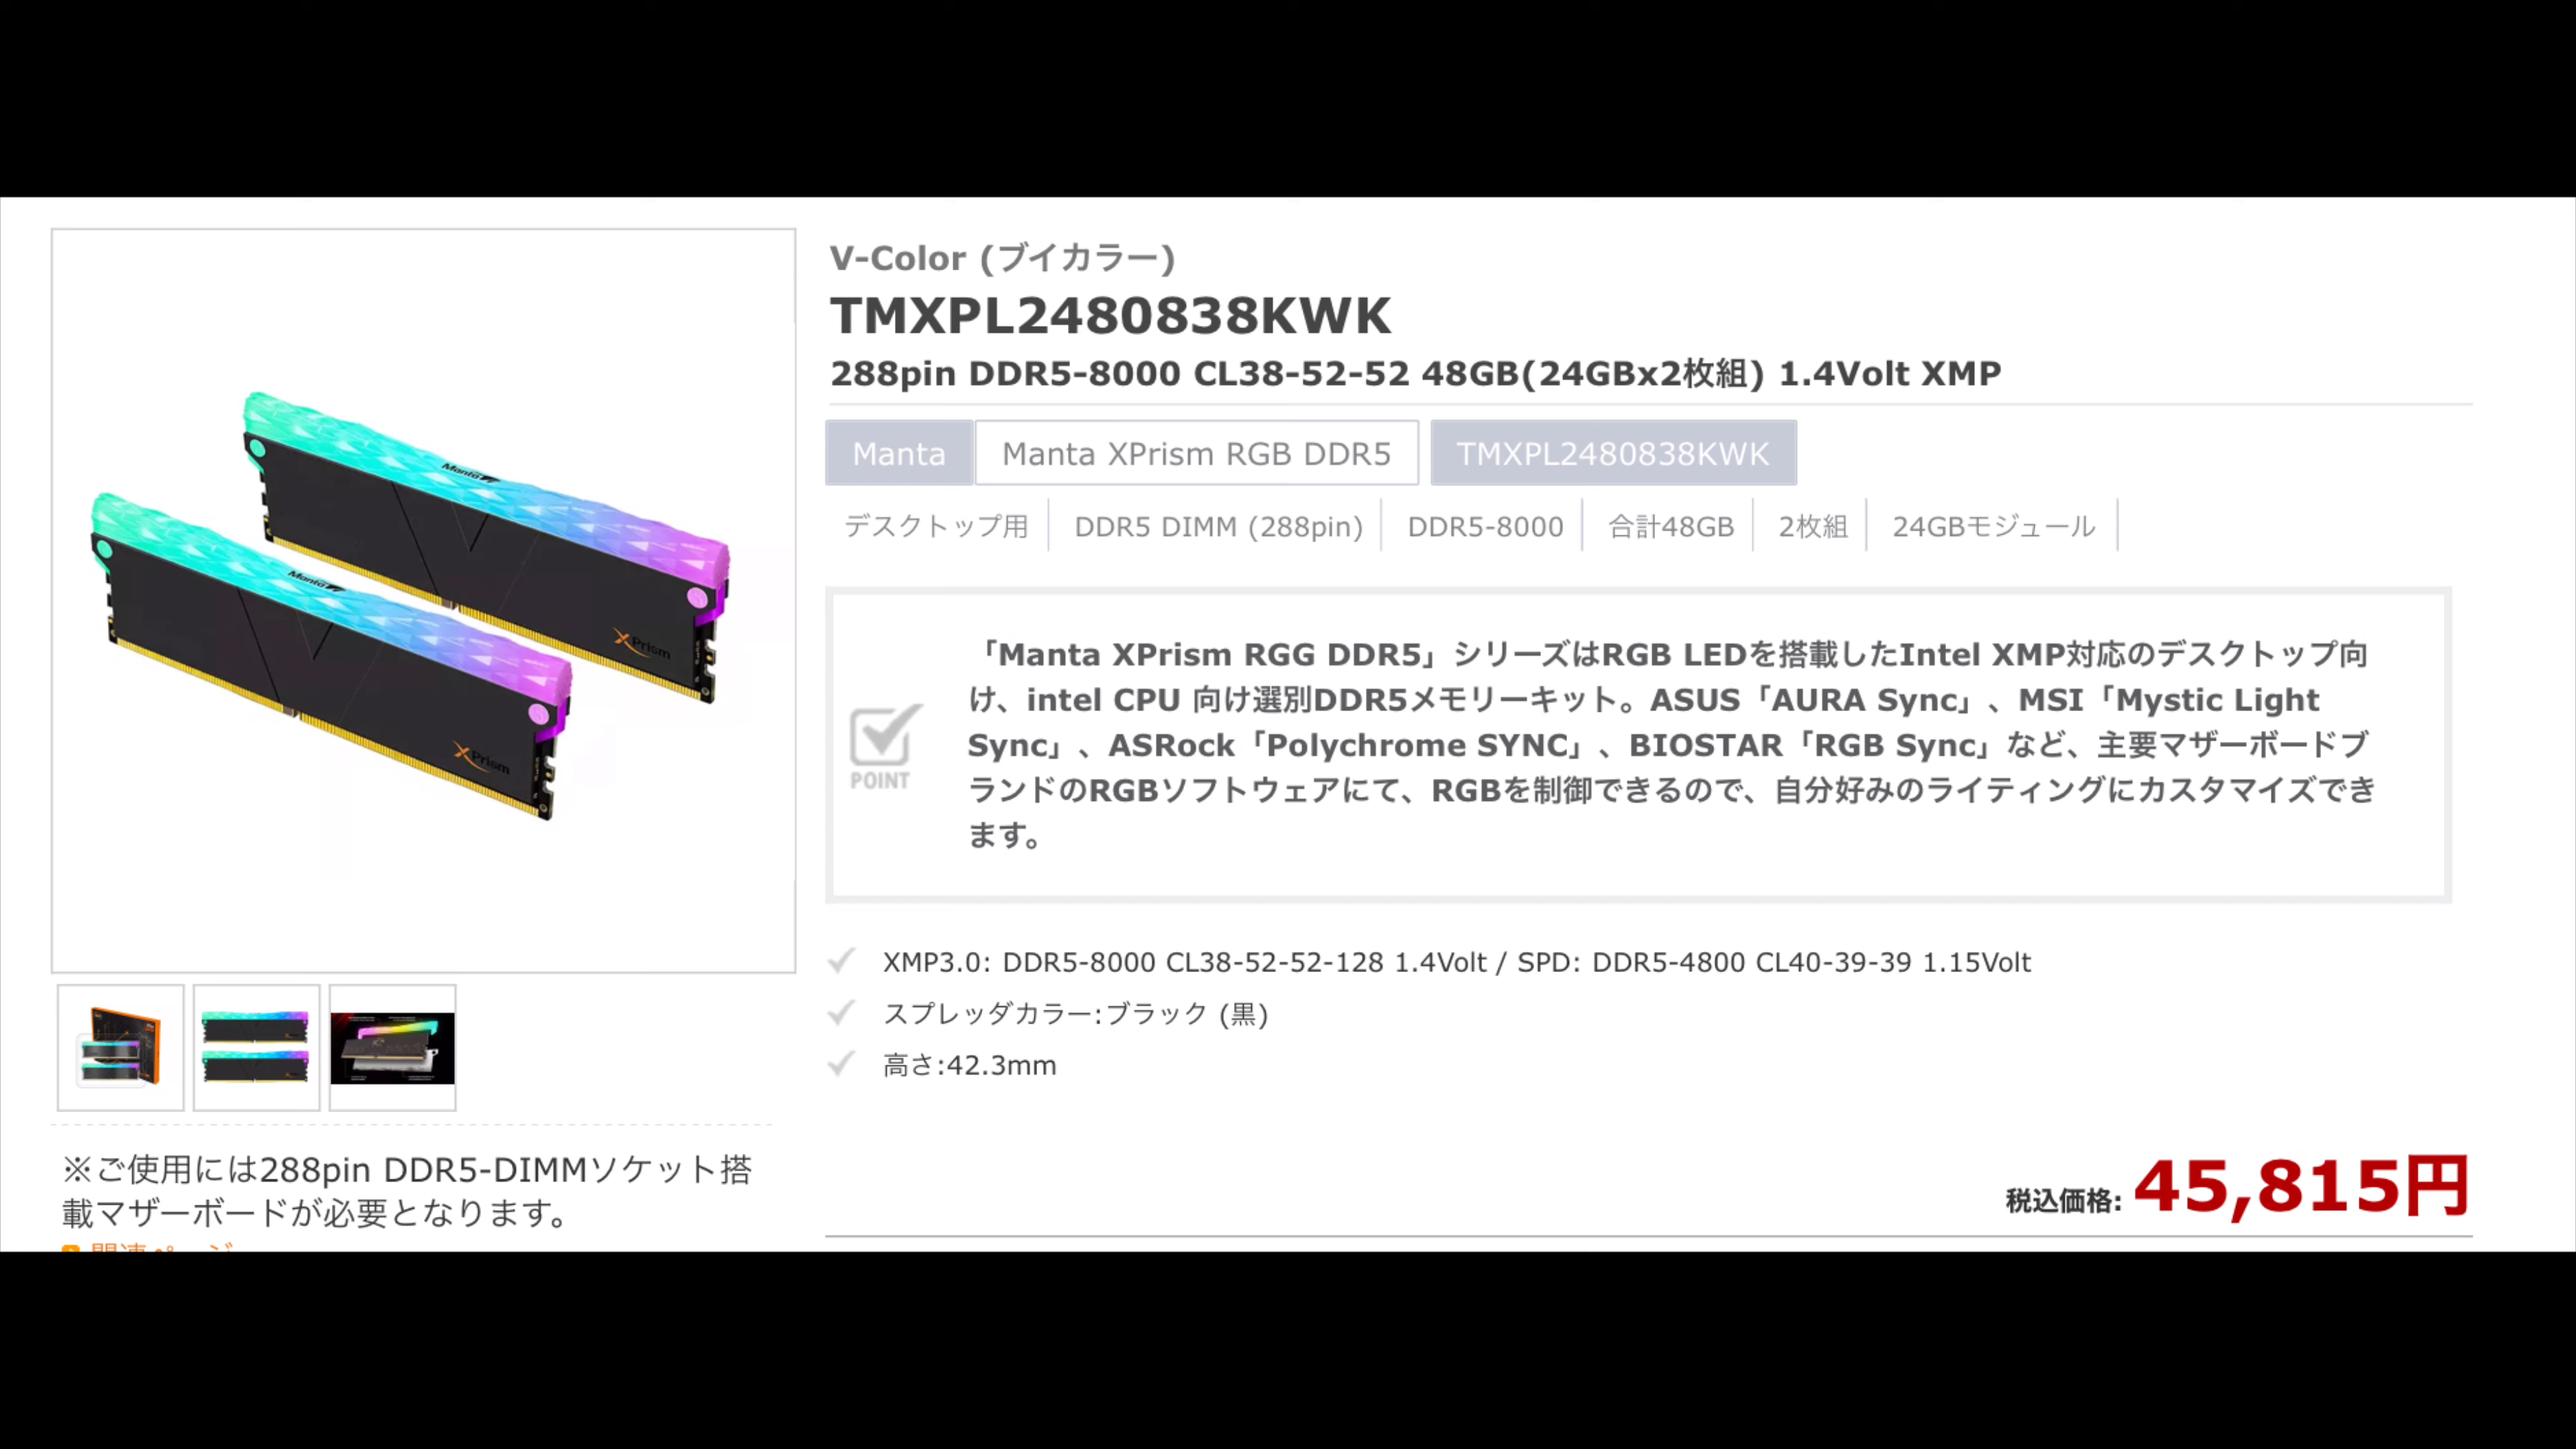 V-Color (ブイカラー)
TMXPL2480838KWK
288pin DDR5-8000 CL38-52-52 48GB(24GBx2枚組) 1.4Volt XMP
Manta
Manta XPrism RGB DDR5
TMXPL2480838KWK
デスクトップ用
DDR5 DIMM (288pin)
DDR5-8000
合計48GB
2枚組
24GBモジュール
Manta
XPrism
Manta
XPrism
POINT
「Manta XPrism RGG DDR5」シリーズはRGB LEDを搭載したIntel XMP対応のデスクトップ向
け、intel CPU 向け選別DDR5メモリーキット。ASUS「AURA Sync」、MSI「Mystic Light
Sync」、ASRock「Polychrome SYNC」、BIOSTAR「RGB Sync」など、主要マザーボードブ
ランドのRGBソフトウェアにて、RGBを制御できるので、自分好みのライティングにカスタマイズでき
ます。
XMP3.0: DDR5-8000 CL38-52-52-128 1.4Volt / SPD: DDR5-4800 CL40-39-39 1.15Volt
スプレッダカラー:ブラック (黒)
高さ:42.3mm
※ご使用には288pin DDR5-DIMMソケット搭
載マザーボードが必要となります。
税込価格: 45,815円